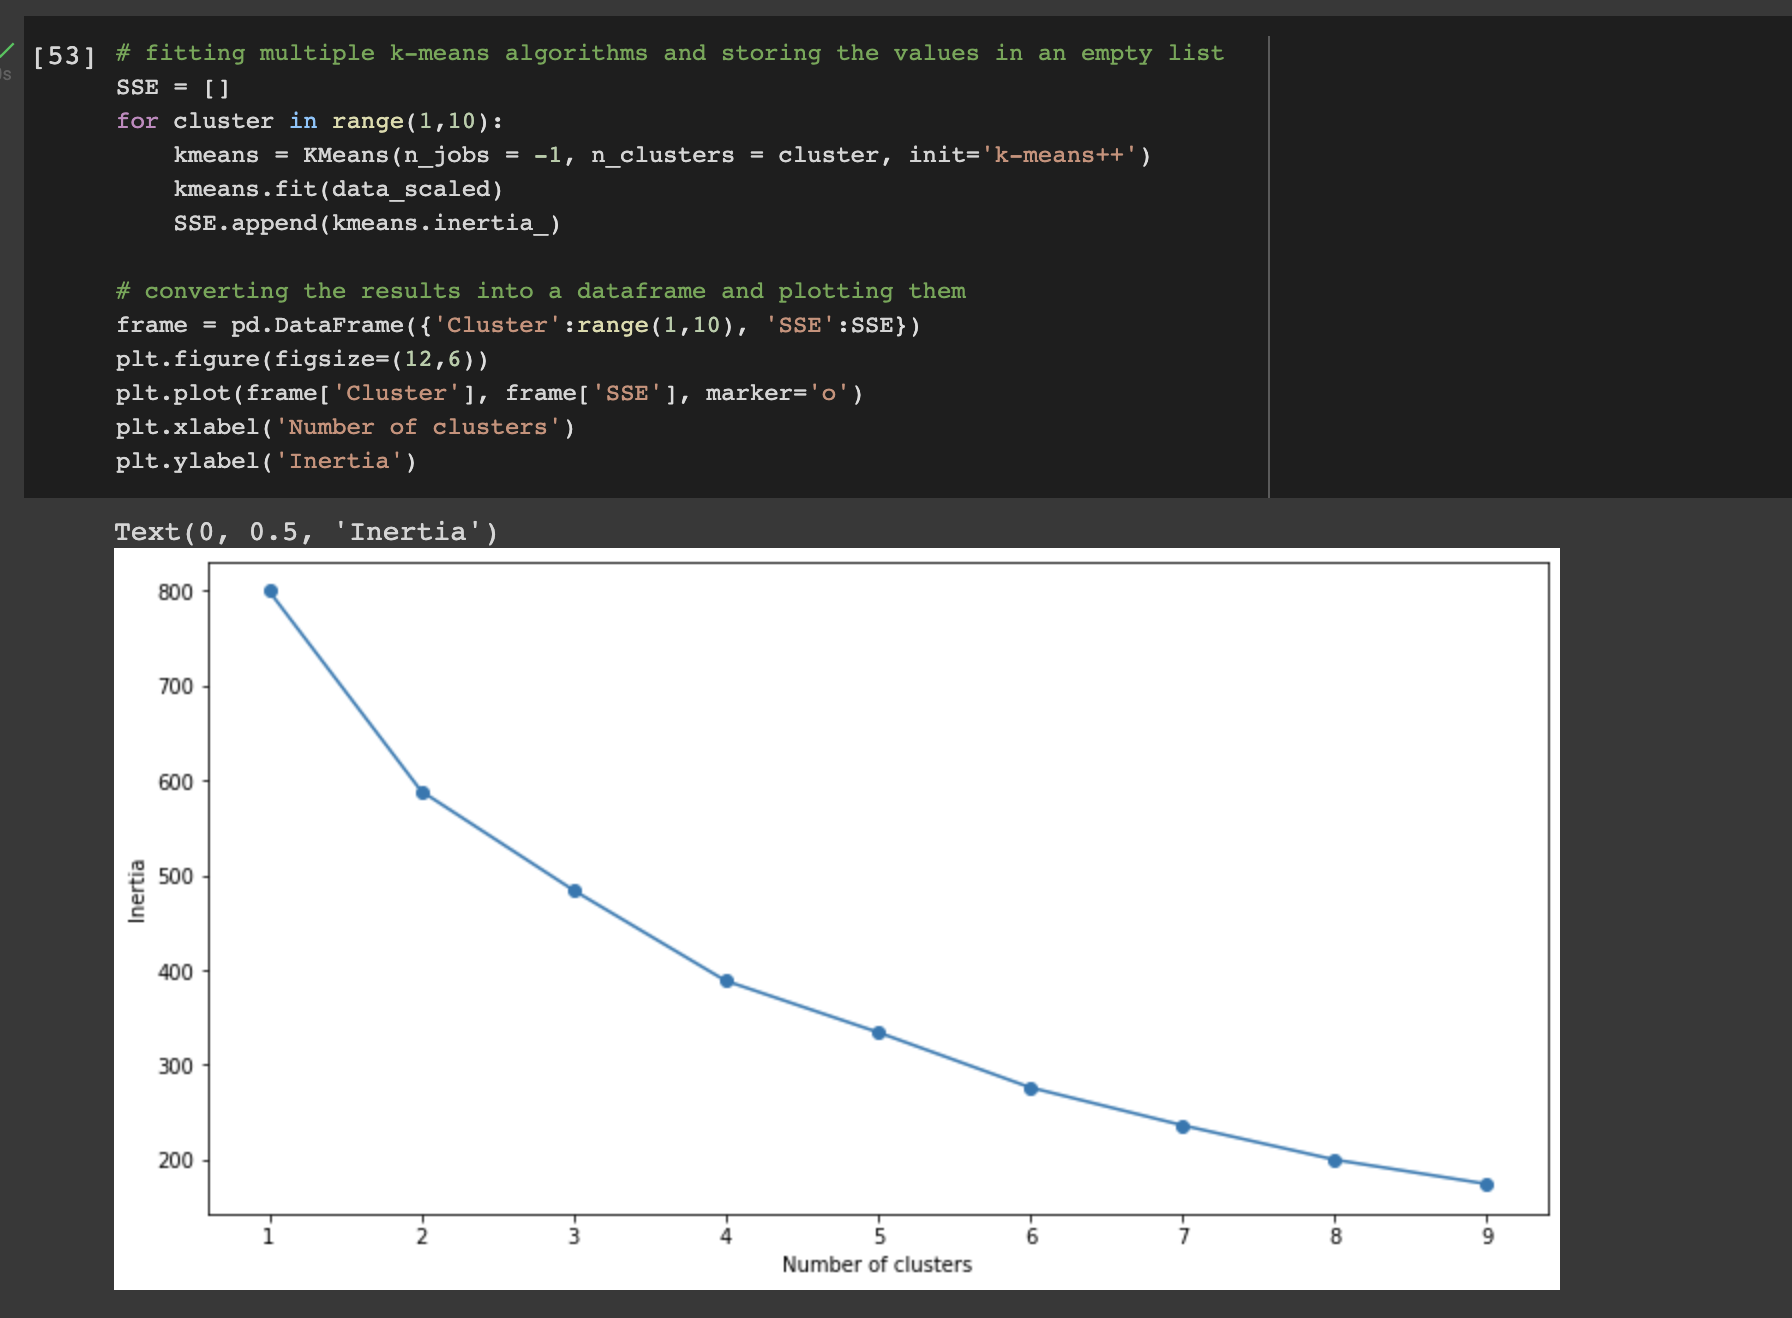 [53] # fitting multiple k-means algorithms and storing the values in an empty list
SSE = []
for cluster in range(1,10):
    kmeans = KMeans(n_jobs = -1, n_clusters = cluster, init='k-means++')
    kmeans.fit(data_scaled)
    SSE.append(kmeans.inertia_)
# converting the results into a dataframe and plotting them
frame = pd.DataFrame({'Cluster':range(1,10), 'SSE':SSE})
plt.figure(figsize=(12,6))
plt.plot(frame['Cluster'], frame['SSE'], marker='o')
plt.xlabel('Number of clusters')
plt.ylabel('Inertia')
Text(0, 0.5, 'Inertia')
800
700
600
500
400
300
200
Inertia
1 2 3 4 5 6 7 8 9
Number of clusters